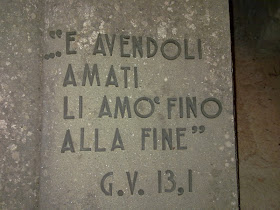 “... E AVENDOLI
AMATI
LI AMO' FINO
ALLA FINE”
G.V. 13,1